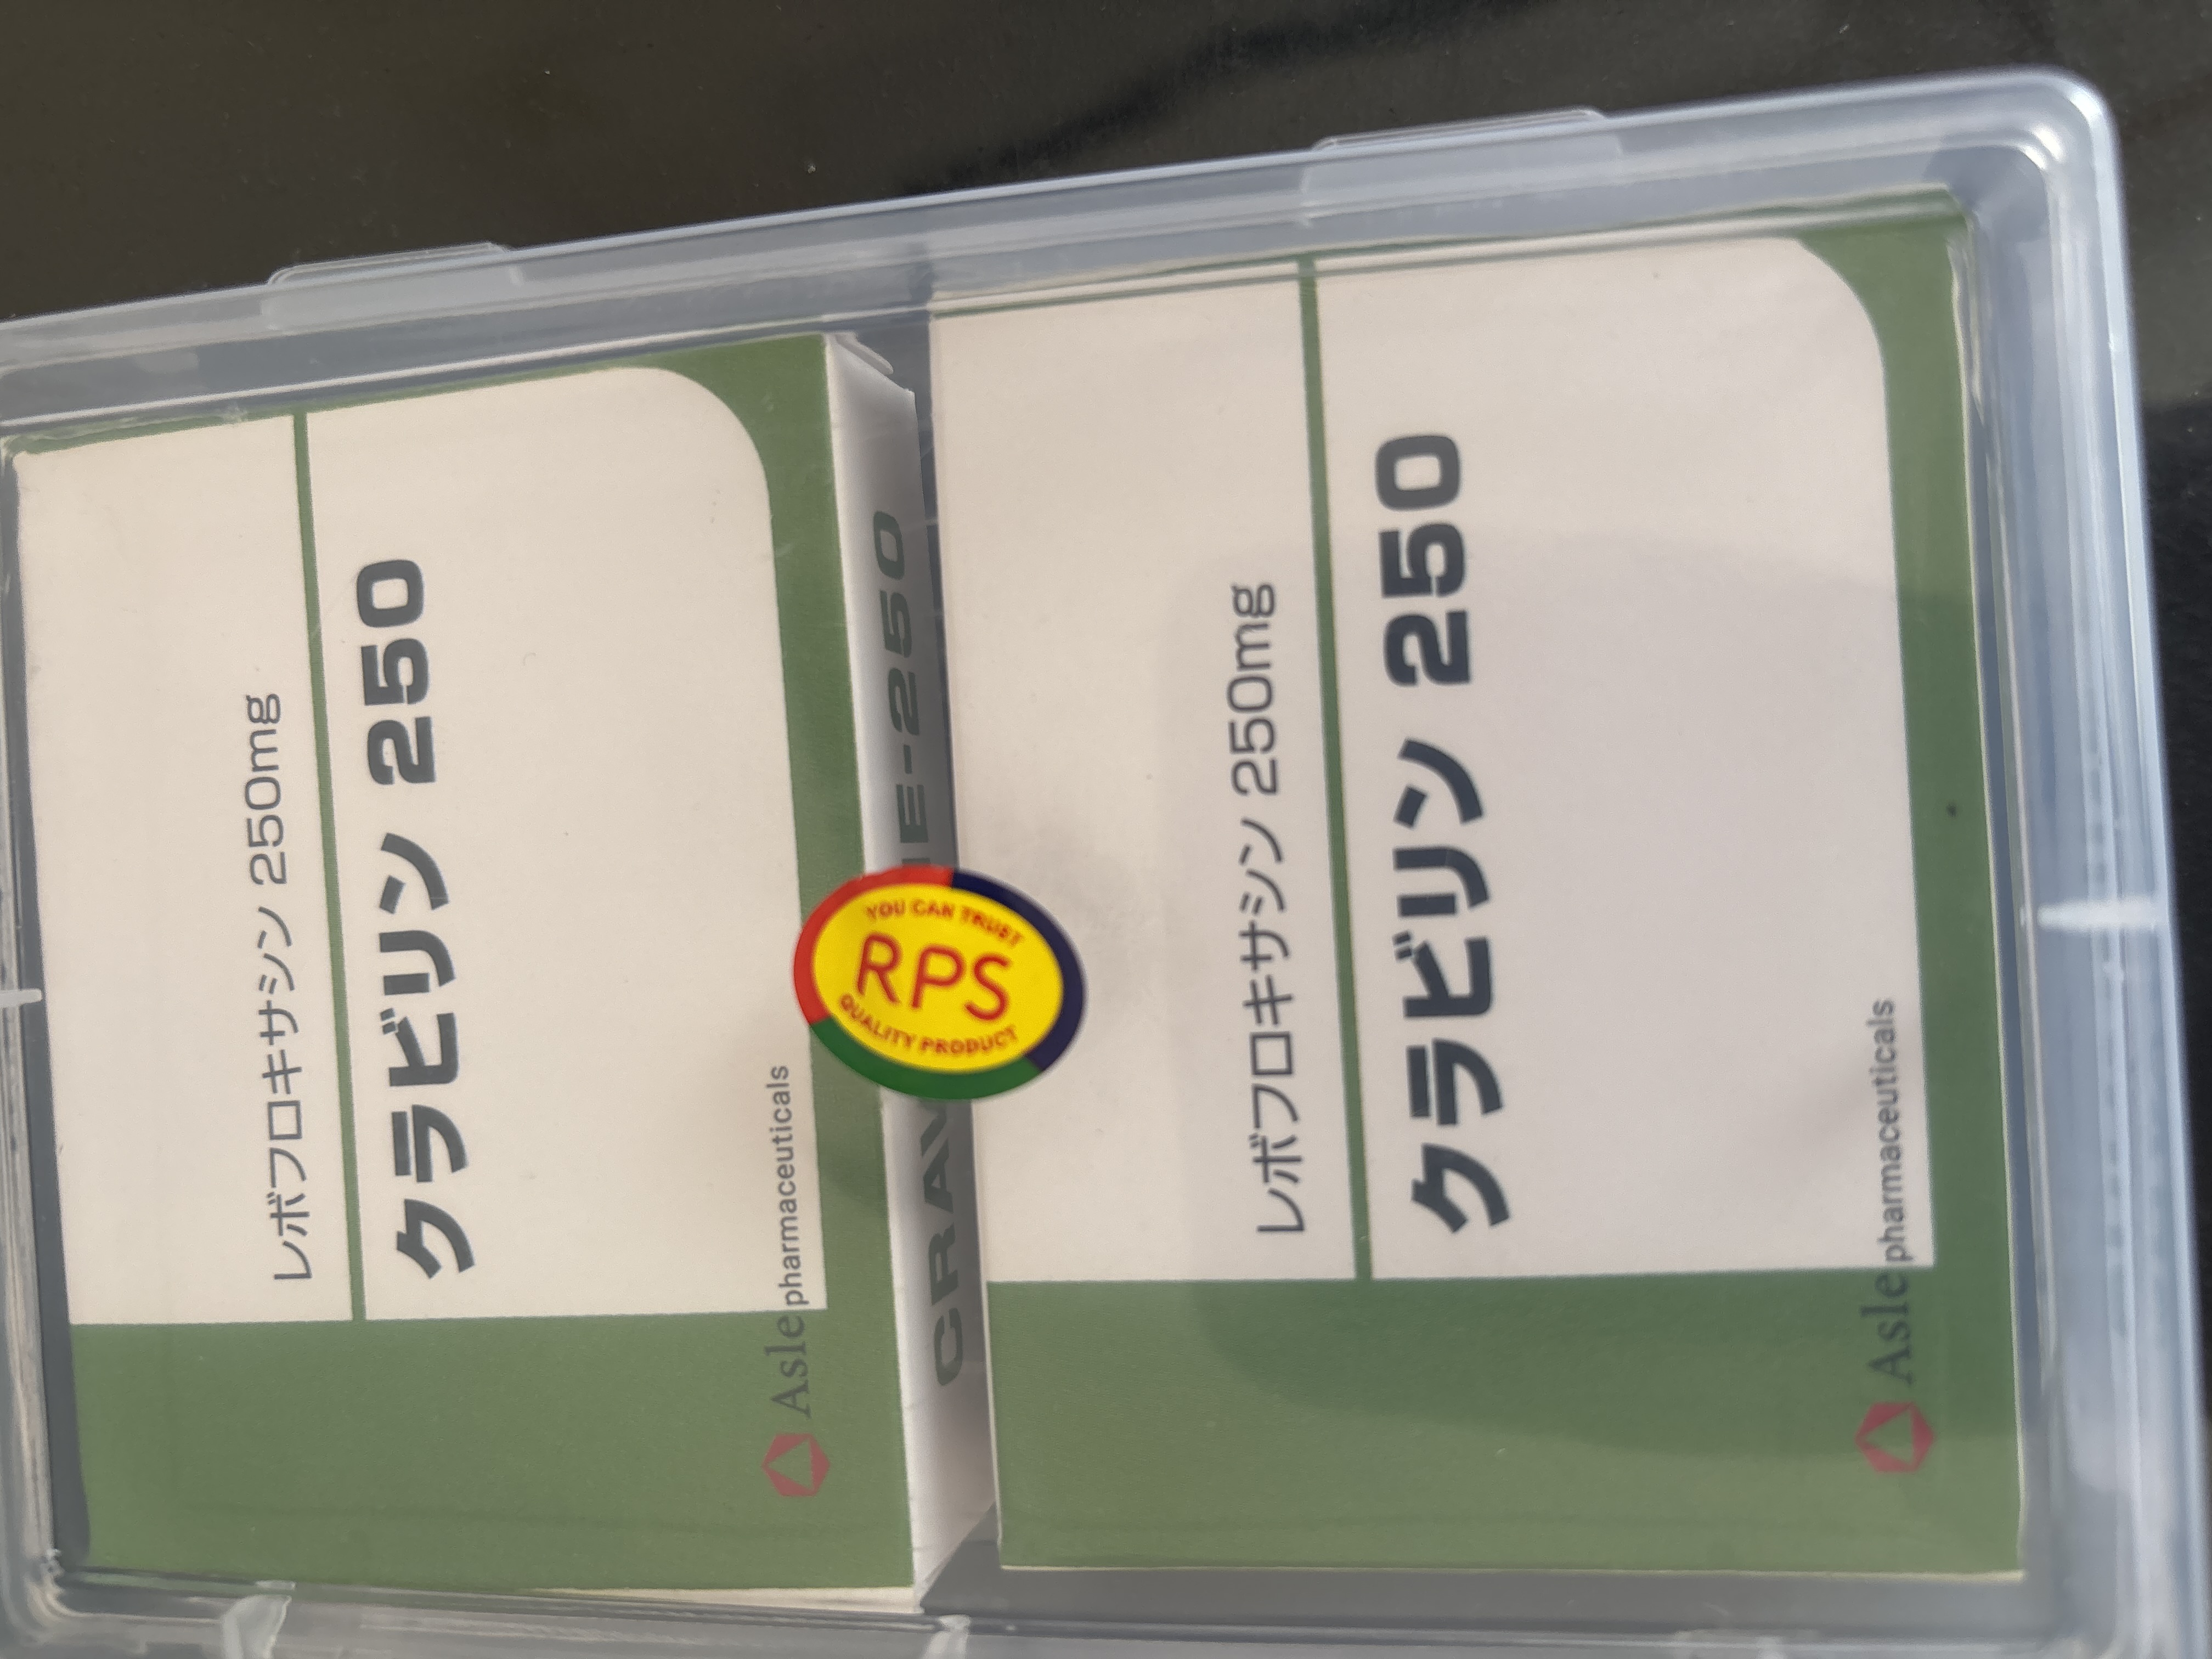 レボフロキサシン 250mg
クラビリン 250
Asle pharmaceuticals
CRAV
E-250
YOU CAN TRUST
RPS
QUALITY PRODUCT
レボフロキサシン 250mg
クラビリン 250
Asle pharmaceuticals